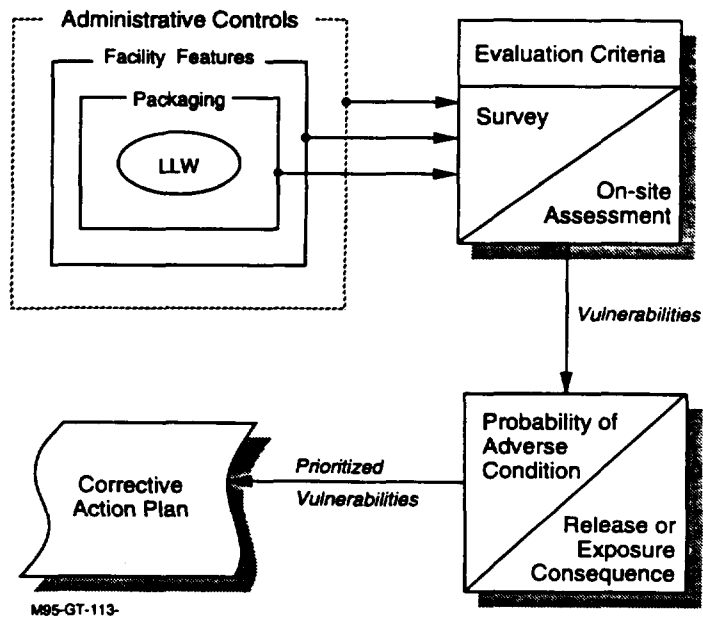 Administrative Controls
Facility Features
Packaging
LLW
Evaluation Criteria
Survey
On-site
Assessment
Vulnerabilities
Probability of
Adverse
Condition
Release or
Exposure
Consequence
Prioritized
Vulnerabilities
Corrective
Action Plan
M95-GT-113-